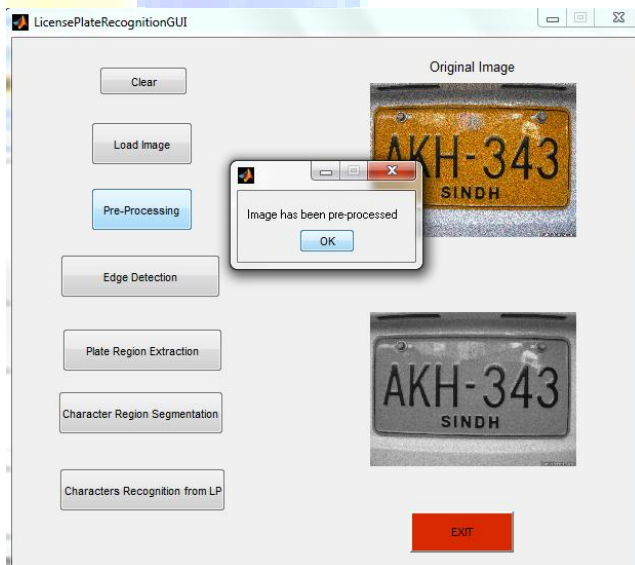 LicensePlateRecognitionGUI
Clear
Load Image
Pre-Processing
Edge Detection
Plate Region Extraction
Character Region Segmentation
Characters Recognition from LP
Original Image
AKH-343
SINDH
Image has been pre-processed
OK
AKH-343
SINDH
EXIT